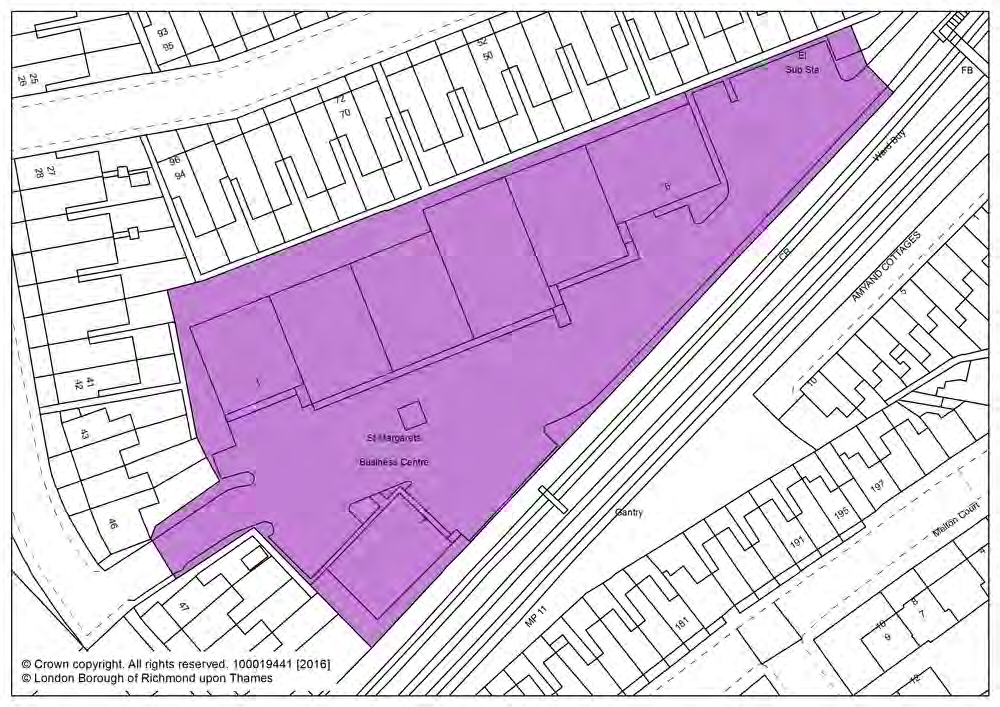 93
95
52
50
El
Sub Sta
FB
25
26
72
70
Ward Bdy
96
94
27
28
6
AMYAND COTTAGES
FB
5
1
41
42
10
43
St Margarets
Business Centre
197
195
46
Gantry
Melton Court
191
4
47
MP 11
181
8
7
10
9
12
© Crown copyright. All rights reserved. 100019441 [2016]
© London Borough of Richmond upon Thames